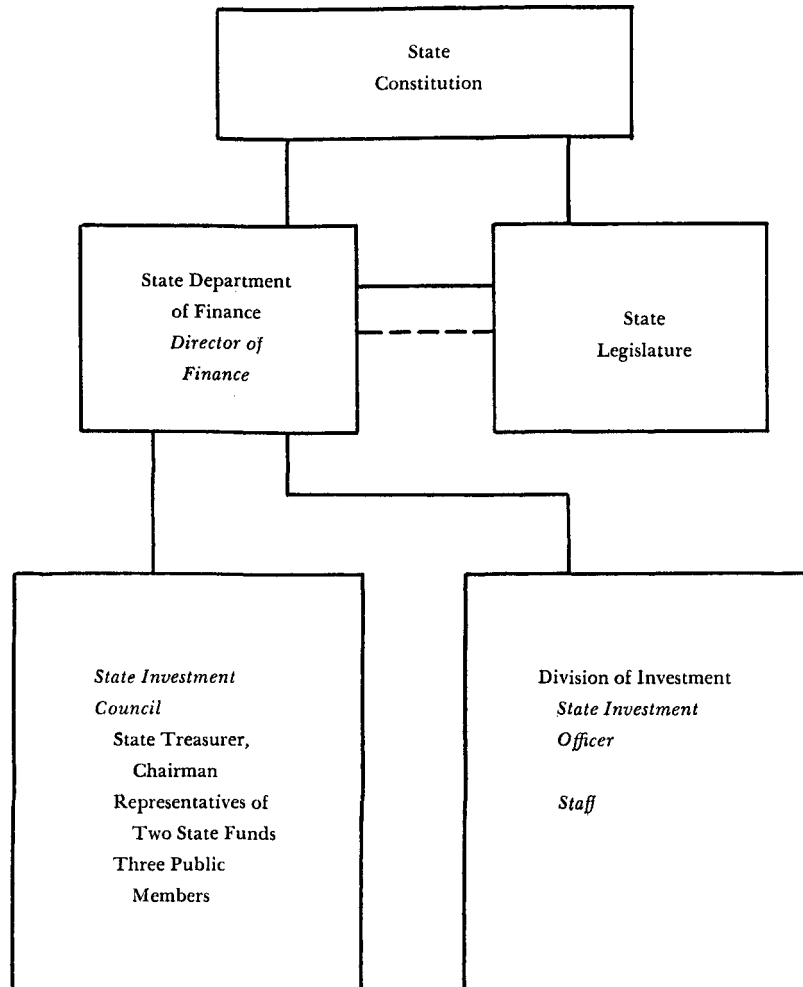 State
Constitution
State Department
of Finance
Director of
Finance
State
Legislature
State Investment
Council
State Treasurer,
Chairman
Representatives of
Two State Funds
Three Public
Members
Division of Investment
State Investment
Officer
Staff